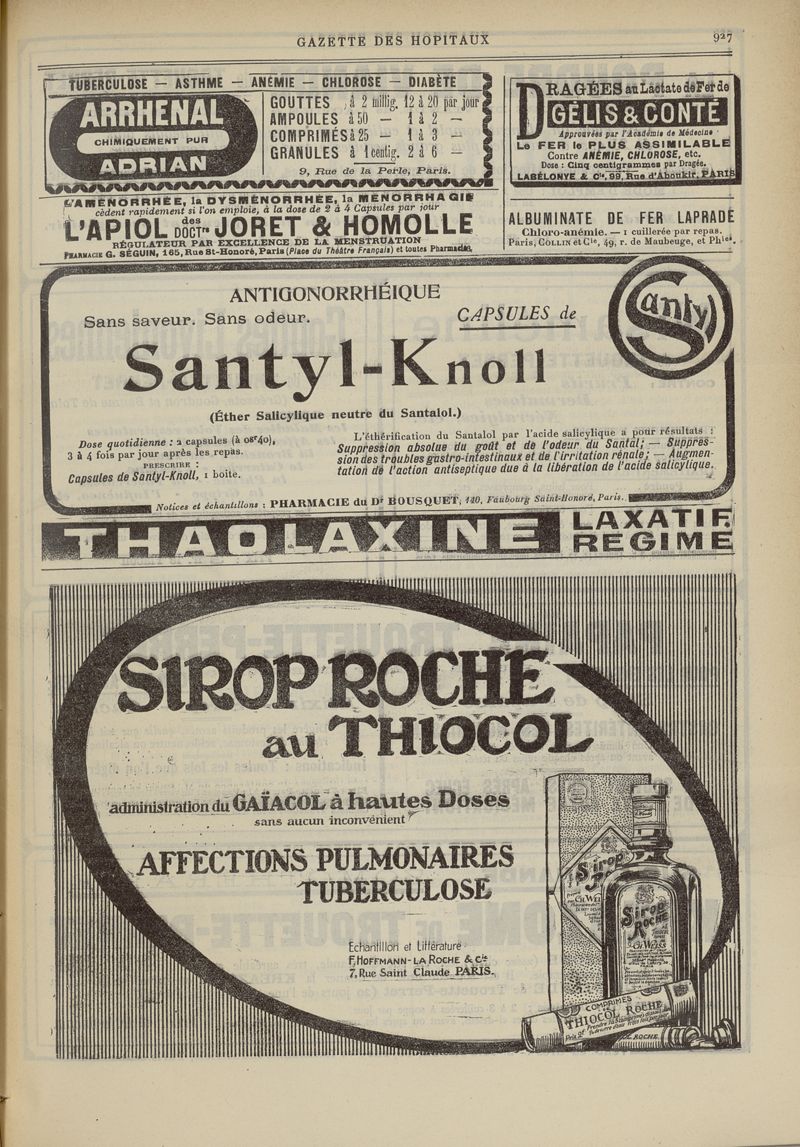 GAZETTE DES HOPITAUX
927
TUBERCULOSE — ASTHME — ANÉMIE — CHLOROSE — DIABÈTE
ARRHÉNAL
CHIMIQUEMENT PUR
ADRIAN
GOUTTES à 2 millig. 12 à 20 par jour
AMPOULES à 50 — 1 à 2 —
COMPRIMÉS à 25 — 1 à 3 —
GRANULES à 1 centig. 2 à 6 —
9, Rue de la Perle, Paris.
DRAGÉES au Lactate de Fer de
GÉLIS & CONTÉ
Approuvées par l'Académie de Médecine
LE FER le PLUS ASSIMILABLE
Contre ANÉMIE, CHLOROSE, etc.
Dose : Cinq centigrammes par Dragée.
LABÉLONYE & Cie, 99, Rue d'Aboukir, PARIS
L'AMÉNORRHÉE, la DYSMÉNORRHÉE, la MÉNORRHAGIE
cèdent rapidement si l'on emploie, à la dose de 2 à 4 Capsules par jour
L'APIOL des DOCTrs JORET & HOMOLLE
RÉGULATEUR PAR EXCELLENCE DE LA MENSTRUATION
PHARMACIE G. SÉGUIN, 165, Rue St-Honoré, Paris (Place du Théâtre Français) et toutes Pharmacies.
ALBUMINATE DE FER LAPRADE
Chloro-anémie. — 1 cuillerée par repas.
Paris, COLLIN et Cie, 49, r. de Maubeuge, et Phies.
ANTIGONORRHÉIQUE
Sans saveur. Sans odeur.
CAPSULES de
Santyl
Santyl-Knoll
(Éther Salicylique neutre du Santalol.)
Dose quotidienne : 2 capsules (à 0gr40),
3 à 4 fois par jour après les repas.
PRESCRIRE :
Capsules de Santyl-Knoll, 1 boite.
L'éthérification du Santalol par l'acide salicylique a pour résultats :
Suppression absolue du goût et de l'odeur du Santal; — Suppres-
sion des troubles gastro-intestinaux et de l'irritation rénale; — Augmen-
tation de l'action antiseptique due à la libération de l'acide salicylique.
Notices et échantillons : PHARMACIE du Dr BOUSQUET, 140, Faubourg Saint-Honoré, Paris.
THAOLAXINE
LAXATIF
REGIME
SIROP ROCHE
au THIOCOL
administration du GAÏACOL à hautes Doses
sans aucun inconvénient
AFFECTIONS PULMONAIRES
TUBERCULOSE
Echantillon et Littérature
F. HOFFMANN-LA ROCHE & Cie
7, Rue Saint Claude PARIS.
Sirop
Sirop
ROCHE
COMPRIMÉS
THIOCOL ROCHE
ROCHE